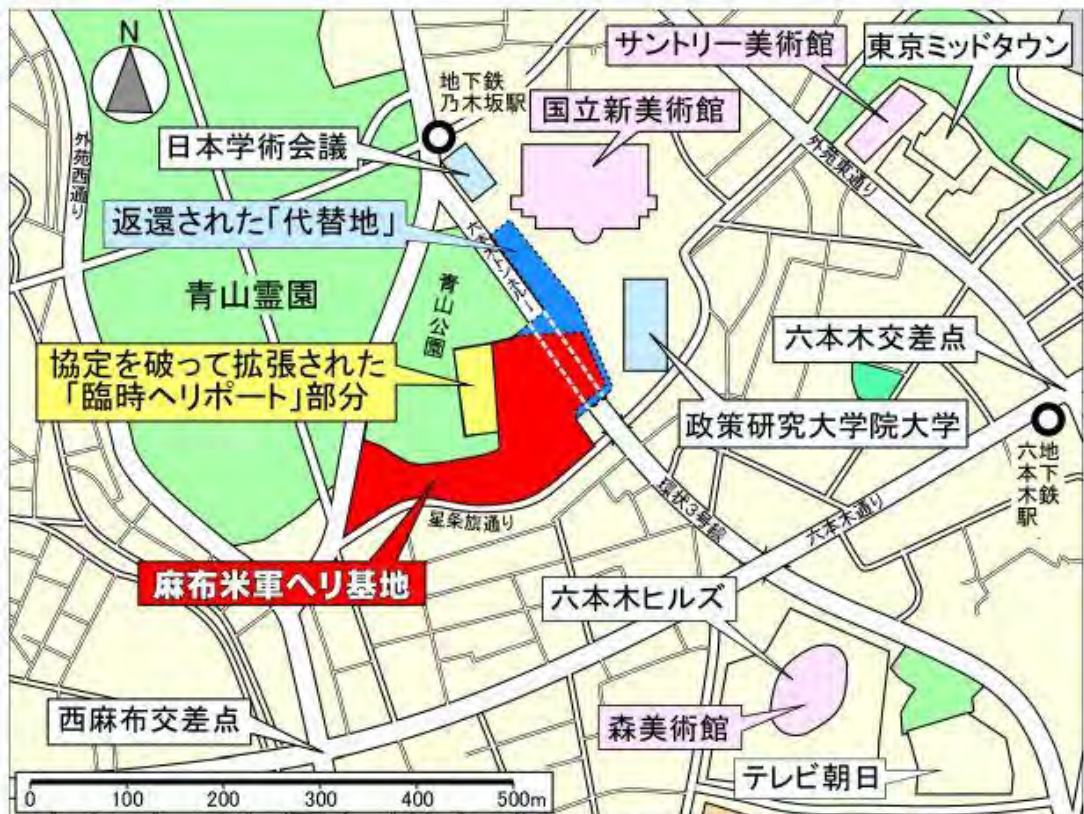 N
サントリー美術館
東京ミッドタウン
地下鉄
乃木坂駅
国立新美術館
日本学術会議
外苑西通り
外苑東通り
返還された「代替地」
六本木トンネル
青山霊園
青山公園
六本木交差点
協定を破って拡張された
「臨時ヘリポート」部分
政策研究大学院大学
地下鉄
六本木駅
星条旗通り
環状3号線
六本木通り
麻布米軍ヘリ基地
六本木ヒルズ
西麻布交差点
森美術館
テレビ朝日
0 100 200 300 400 500m